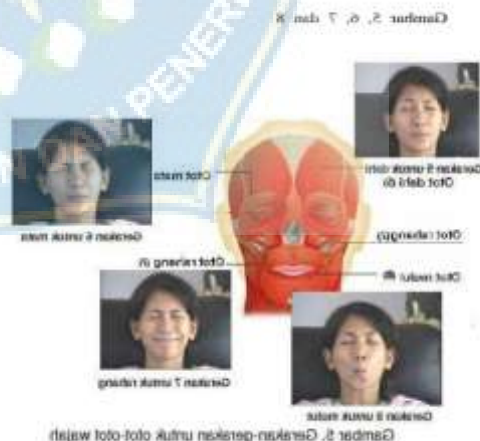 Gambar 5, 6, 7 dan 8
PENER
Gerakan 5 untuk dahi
Otot dahi
Otot mata
Gerakan 6 untuk mata
Otot rahang
Otot rahang
Otot mulut
Gerakan 7 untuk rahang
Gerakan 8 untuk mulut
Gambar 5. Gerakan-gerakan untuk otot-otot wajah